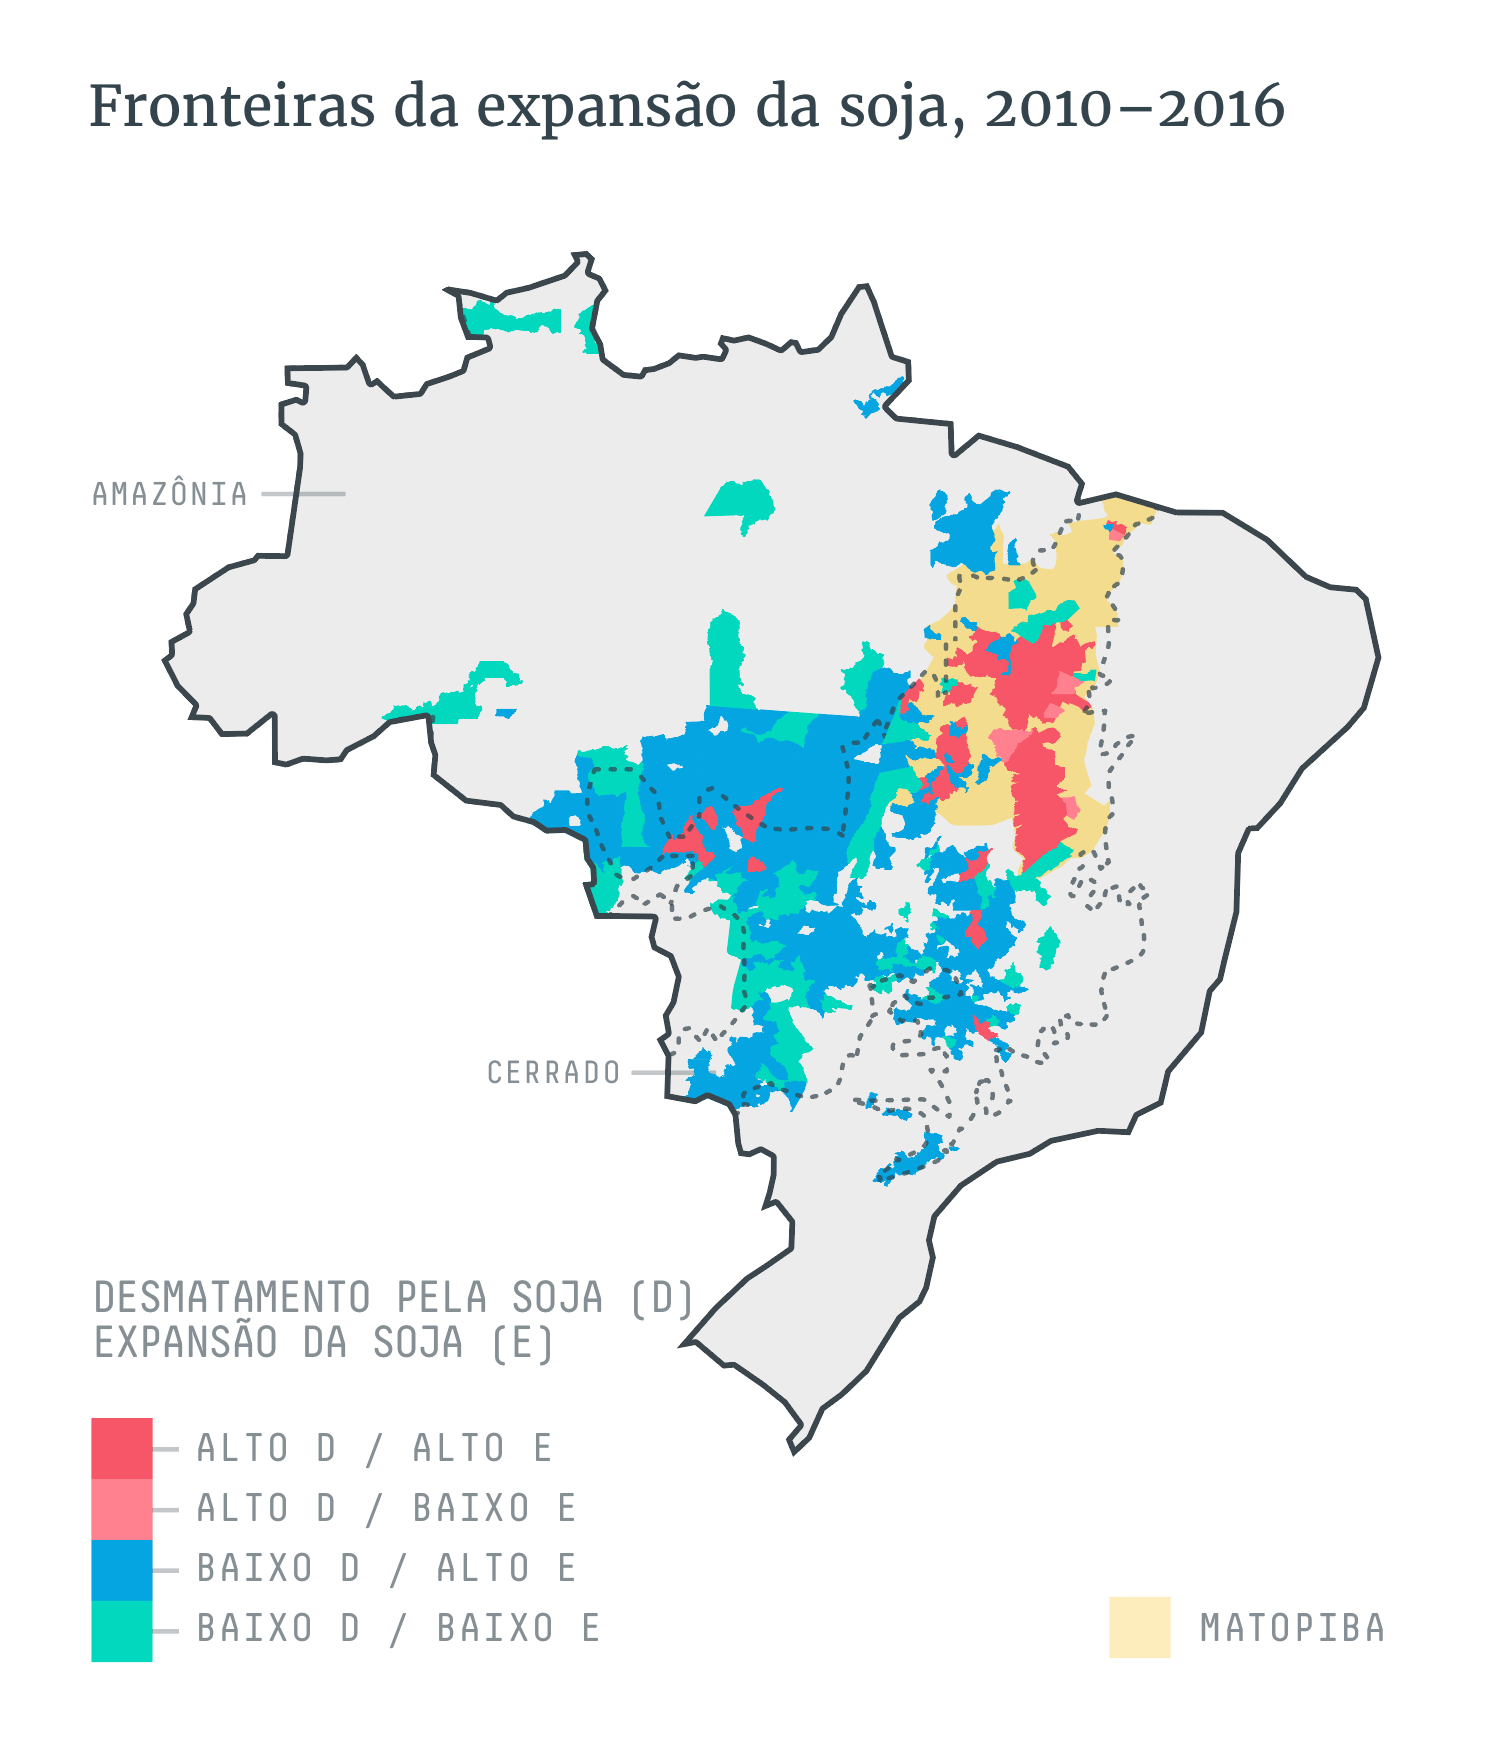 Fronteiras da expansão da soja, 2010–2016
AMAZÔNIA
CERRADO
DESMATAMENTO PELA SOJA (D)
EXPANSÃO DA SOJA (E)
ALTO D / ALTO E
ALTO D / BAIXO E
BAIXO D / ALTO E
BAIXO D / BAIXO E
MATOPIBA